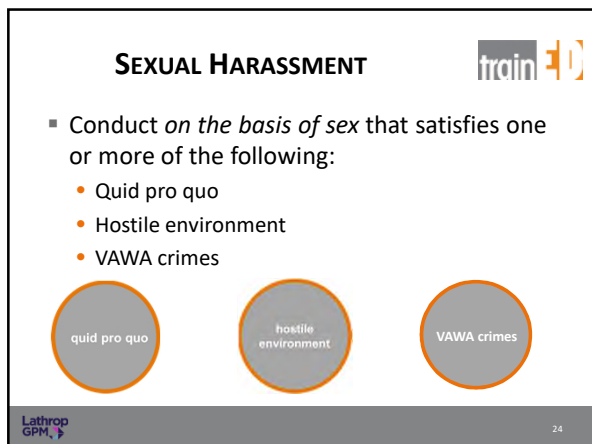 SEXUAL HARASSMENT
trainED
▪ Conduct on the basis of sex that satisfies one
or more of the following:
• Quid pro quo
• Hostile environment
• VAWA crimes
quid pro quo
hostile
environment
VAWA crimes
Lathrop
GPM
24